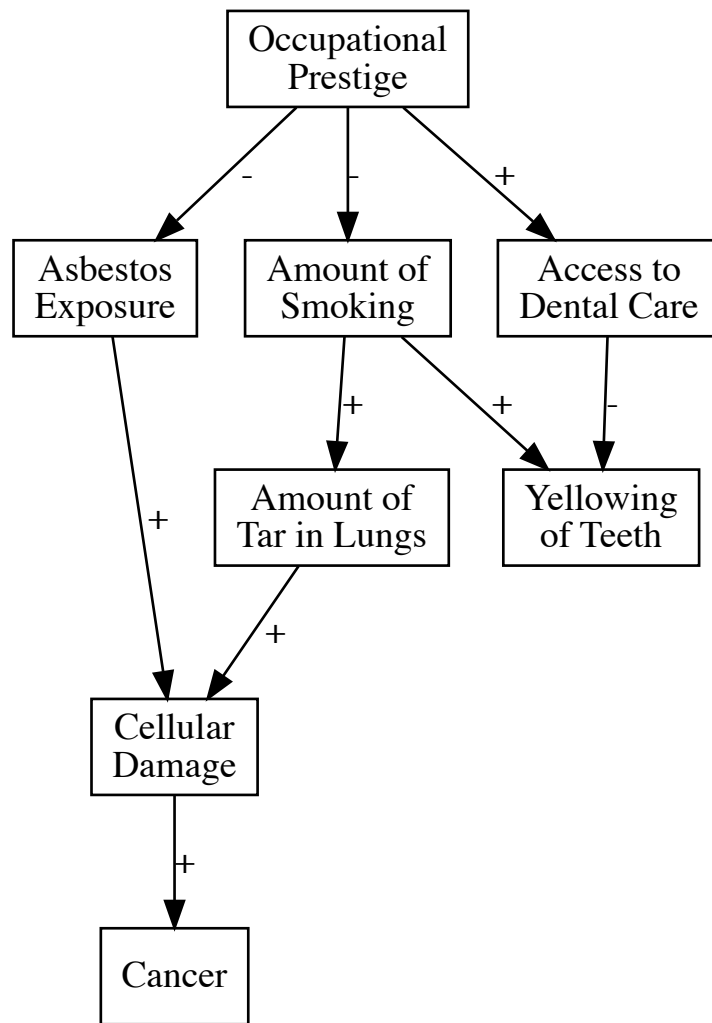 Occupational
Prestige
-
-
+
Asbestos
Exposure
Amount of
Smoking
Access to
Dental Care
+
+
-
Amount of
Tar in Lungs
Yellowing
of Teeth
+
+
Cellular
Damage
+
Cancer